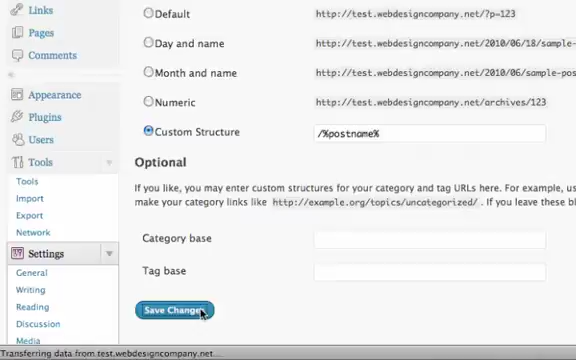 Links
Pages
Comments
Appearance
Plugins
Users
Tools
Tools
Import
Export
Network
Settings
General
Writing
Reading
Discussion
Media
Default http://test.webdesigncompany.net/?p=123
Day and name http://test.webdesigncompany.net/2010/06/18/sample-
Month and name http://test.webdesigncompany.net/2010/06/sample-pos
Numeric http://test.webdesigncompany.net/archives/123
Custom Structure /%postname%
Optional
If you like, you may enter custom structures for your category and tag URLs here. For example, us
make your category links like http://example.org/topics/uncategorized/ . If you leave these bl
Category base
Tag base
Save Changes
Transferring data from test.webdesigncompany.net...